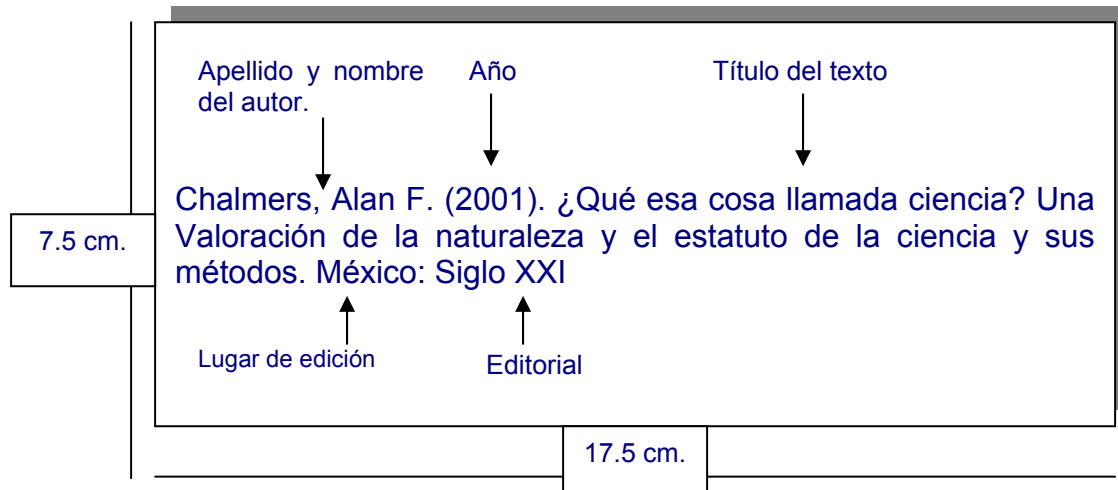 Apellido y nombre
del autor.
Año
Título del texto
Chalmers, Alan F. (2001). ¿Qué esa cosa llamada ciencia? Una
Valoración de la naturaleza y el estatuto de la ciencia y sus
métodos. México: Siglo XXI
7.5 cm.
Lugar de edición
Editorial
17.5 cm.